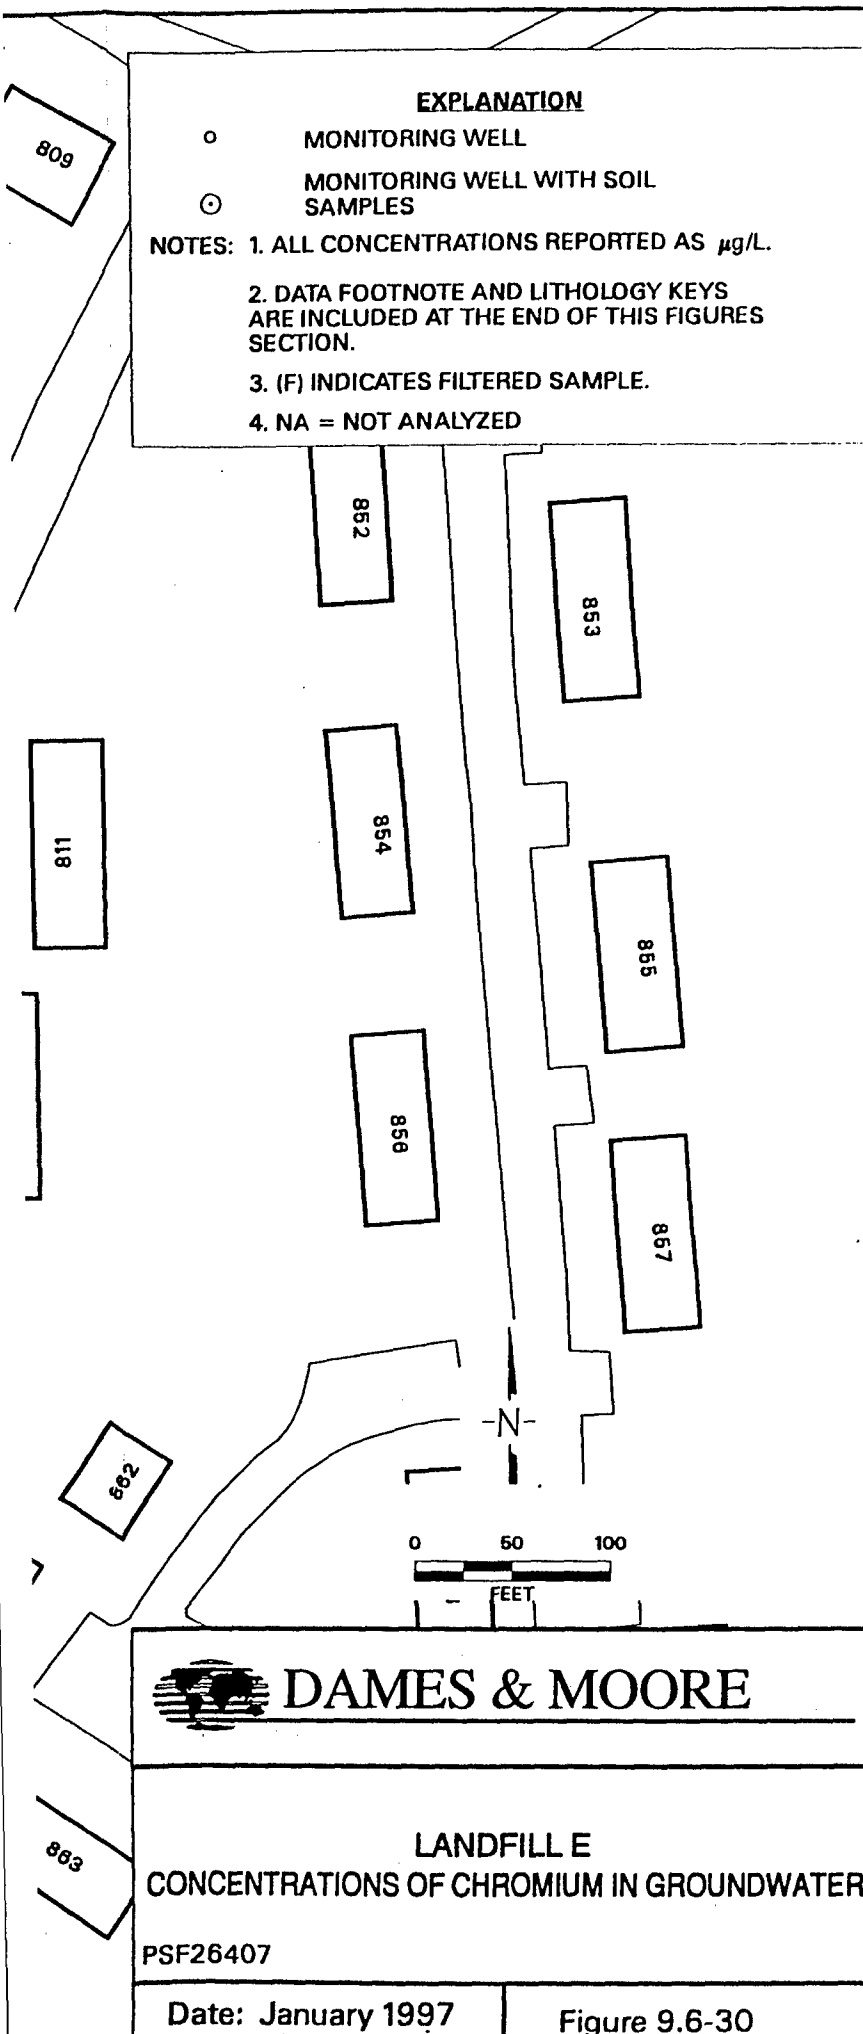 EXPLANATION
MONITORING WELL
MONITORING WELL WITH SOIL
SAMPLES
NOTES: 1. ALL CONCENTRATIONS REPORTED AS µg/L.
2. DATA FOOTNOTE AND LITHOLOGY KEYS
ARE INCLUDED AT THE END OF THIS FIGURES
SECTION.
3. (F) INDICATES FILTERED SAMPLE.
4. NA = NOT ANALYZED
809
852
853
811
854
855
856
857
-N-
662
0 50 100
FEET
DAMES & MOORE
863
LANDFILL E
CONCENTRATIONS OF CHROMIUM IN GROUNDWATER
PSF26407
Date: January 1997
Figure 9.6-30